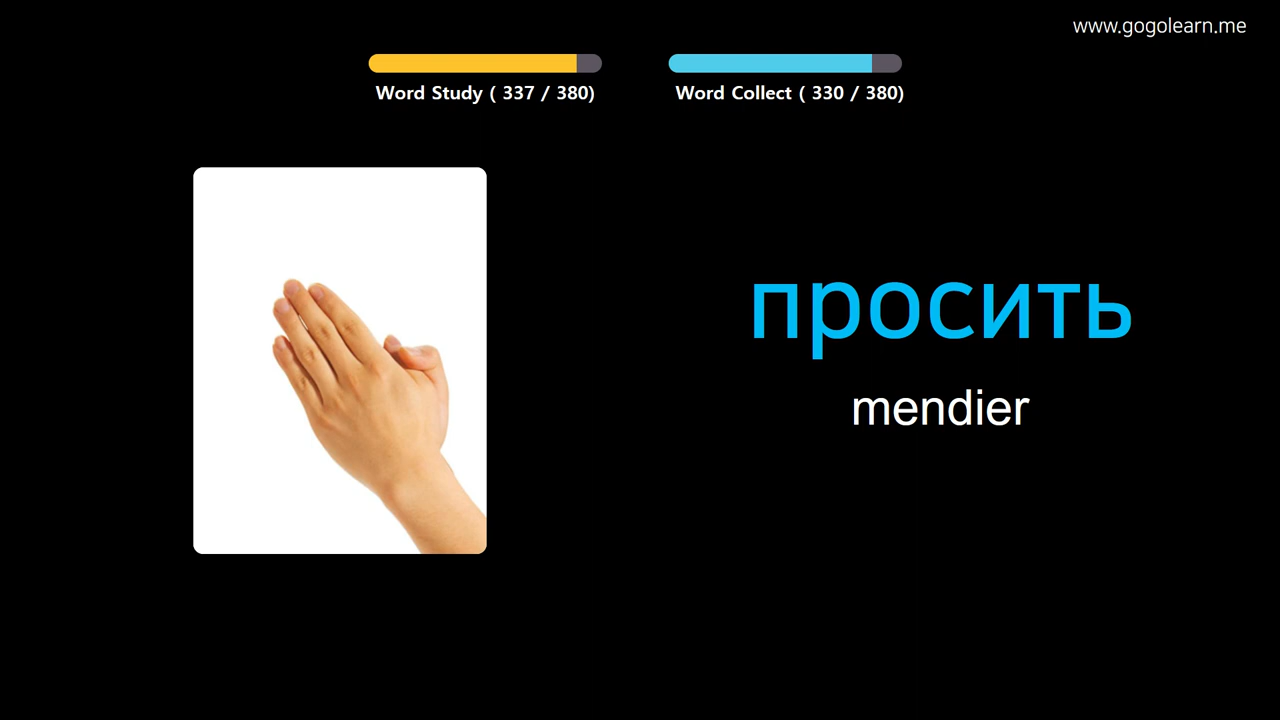 www.gogolearn.me
Word Study ( 337 / 380)
Word Collect ( 330 / 380)
просить
mendier